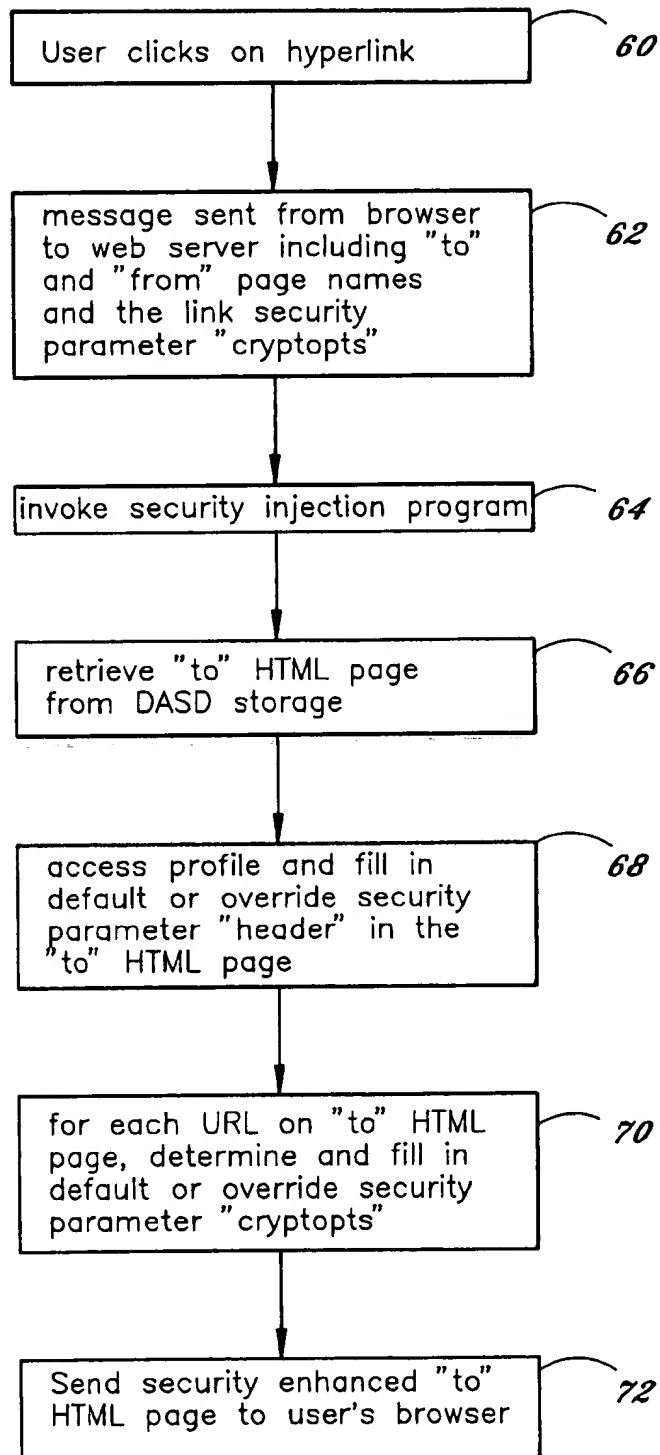 User clicks on hyperlink
60
message sent from browser
to web server including "to"
and "from" page names
and the link security
parameter "cryptopts"
62
invoke security injection program
64
retrieve "to" HTML page
from DASD storage
66
access profile and fill in
default or override security
parameter "header" in the
"to" HTML page
68
for each URL on "to" HTML
page, determine and fill in
default or override security
parameter "cryptopts"
70
Send security enhanced "to"
HTML page to user's browser
72